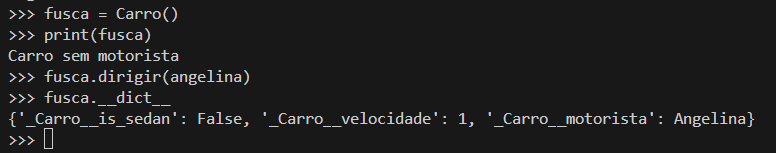 >>> fusca = Carro()
>>> print(fusca)
Carro sem motorista
>>> fusca.dirigir(angelina)
>>> fusca.__dict__
{'_Carro__is_sedan': False, '_Carro__velocidade': 1, '_Carro__motorista': Angelina}
>>>